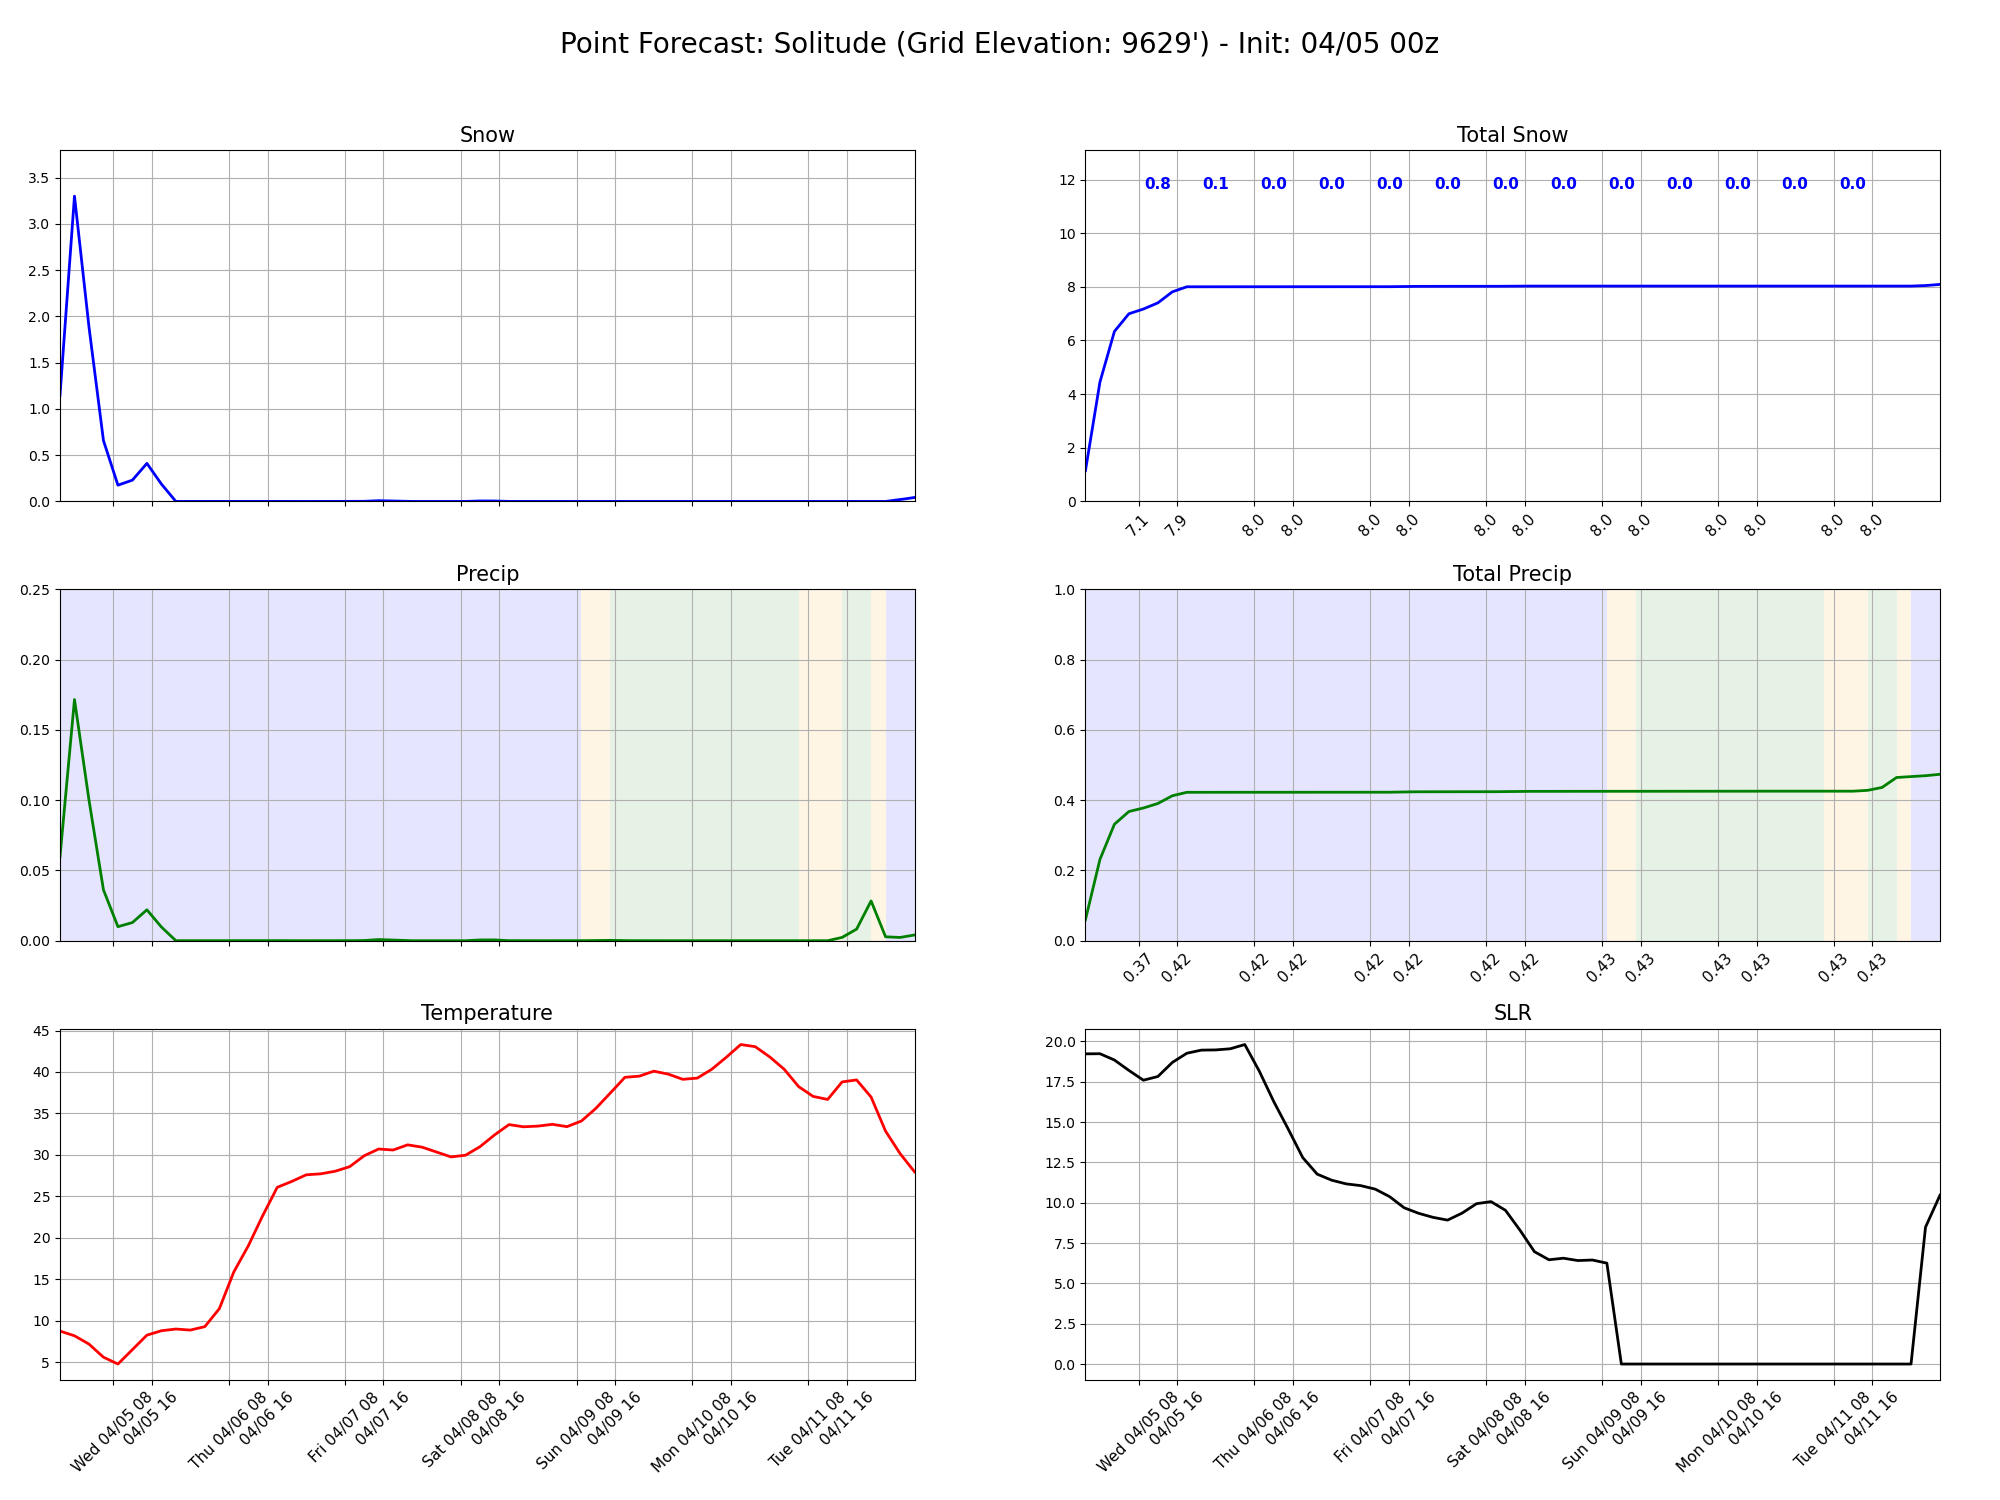 Point Forecast: Solitude (Grid Elevation: 9629') - Init: 04/05 00z
Snow
3.5
3.0
2.5
2.0
1.5
1.0
0.5
0.0
Total Snow
12
10
8
6
4
2
0
0.8 0.1 0.0 0.0 0.0 0.0 0.0 0.0 0.0 0.0 0.0 0.0 0.0
7.1 7.9 8.0 8.0 8.0 8.0 8.0 8.0 8.0 8.0 8.0 8.0 8.0 8.0
Precip
0.25
0.20
0.15
0.10
0.05
0.00
Total Precip
1.0
0.8
0.6
0.4
0.2
0.0
0.37 0.42 0.42 0.42 0.42 0.42 0.42 0.42 0.43 0.43 0.43 0.43 0.43 0.43
Temperature
45
40
35
30
25
20
15
10
5
Wed 04/05 08
04/05 16
Thu 04/06 08
04/06 16
Fri 04/07 08
04/07 16
Sat 04/08 08
04/08 16
Sun 04/09 08
04/09 16
Mon 04/10 08
04/10 16
Tue 04/11 08
04/11 16
SLR
20.0
17.5
15.0
12.5
10.0
7.5
5.0
2.5
0.0
Wed 04/05 08
04/05 16
Thu 04/06 08
04/06 16
Fri 04/07 08
04/07 16
Sat 04/08 08
04/08 16
Sun 04/09 08
04/09 16
Mon 04/10 08
04/10 16
Tue 04/11 08
04/11 16